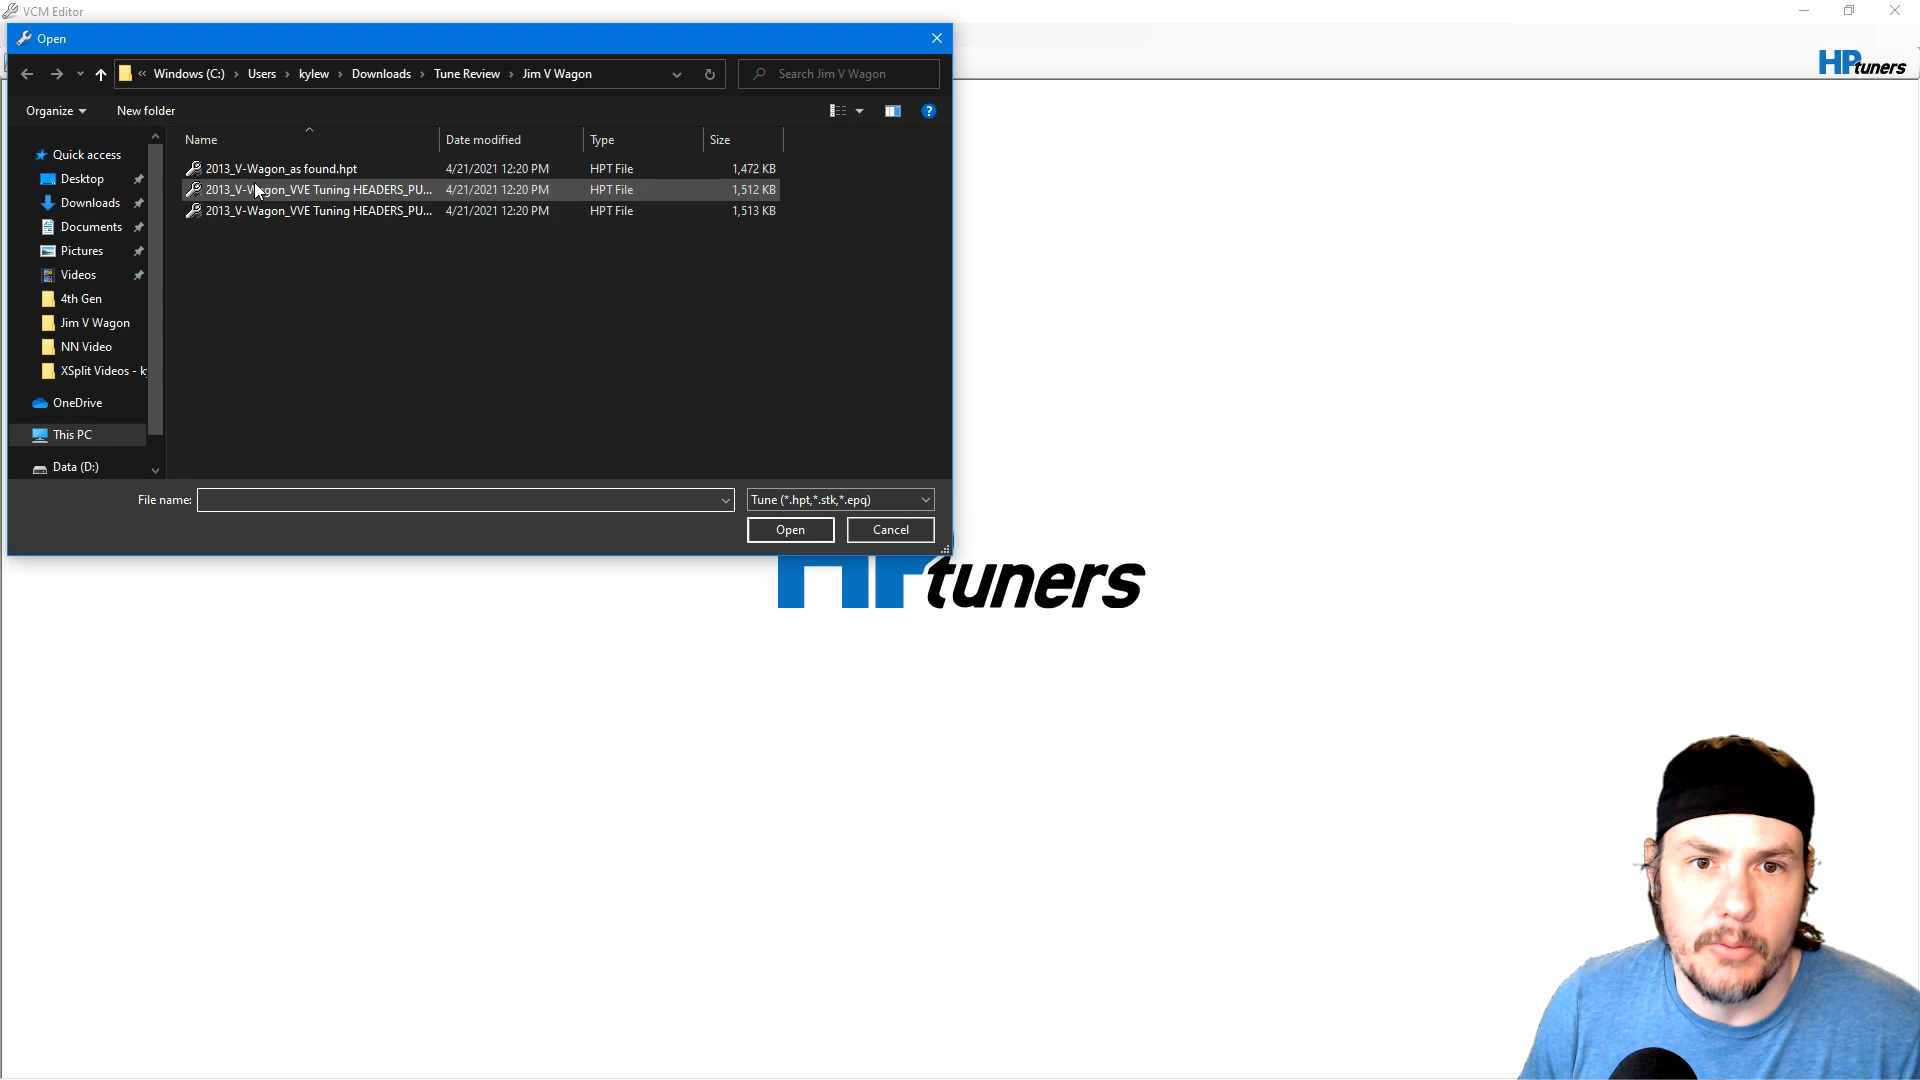 VCM Editor
Open
HPtuners
« Windows (C:) › Users › kylew › Downloads › Tune Review › Jim V Wagon
Search Jim V Wagon
Organize
New folder
Name
Date modified
Type
Size
Quick access
Desktop
Downloads
Documents
Pictures
Videos
4th Gen
Jim V Wagon
NN Video
XSplit Videos - k
OneDrive
This PC
Data (D:)
2013_V-Wagon_as found.hpt 4/21/2021 12:20 PM HPT File 1,472 KB
2013_V-Wagon_VVE Tuning HEADERS_PU... 4/21/2021 12:20 PM HPT File 1,512 KB
2013_V-Wagon_VVE Tuning HEADERS_PU... 4/21/2021 12:20 PM HPT File 1,513 KB
File name:
Tune (*.hpt,*.stk,*.epq)
Open
Cancel
HPtuners